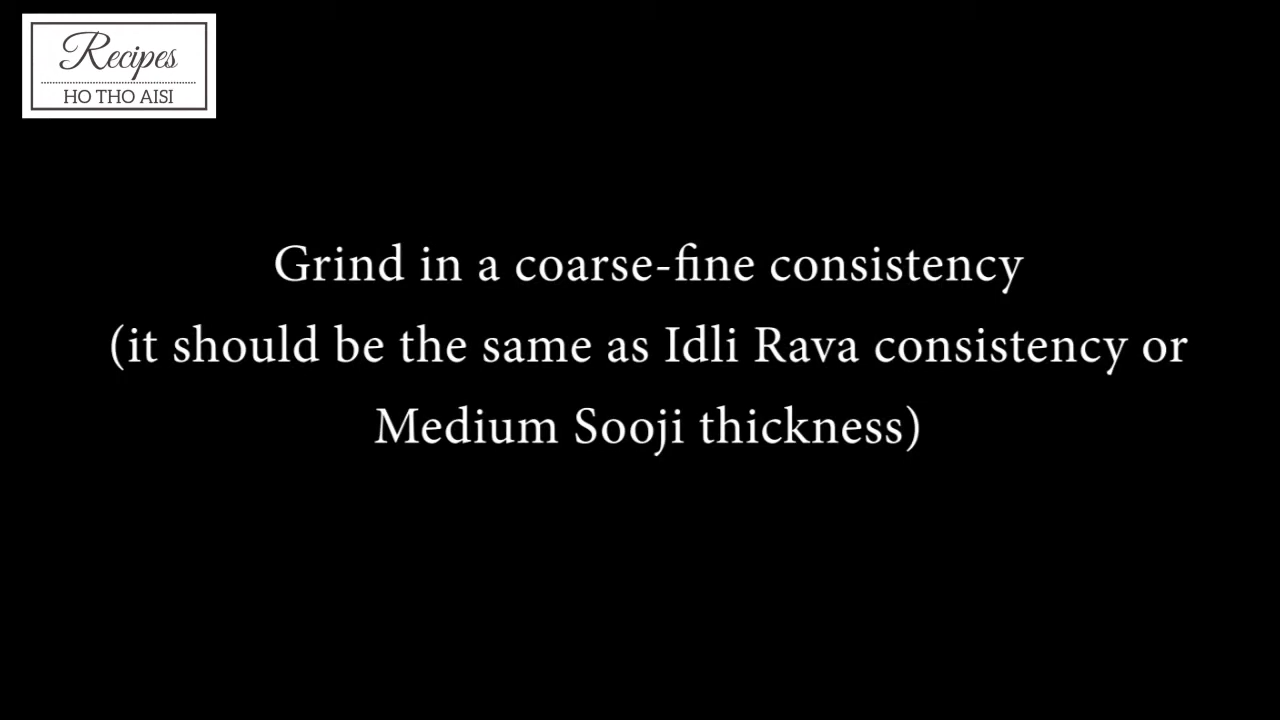 Recipes
HO THO AISI
Grind in a coarse-fine consistency
(it should be the same as Idli Rava consistency or
Medium Sooji thickness)